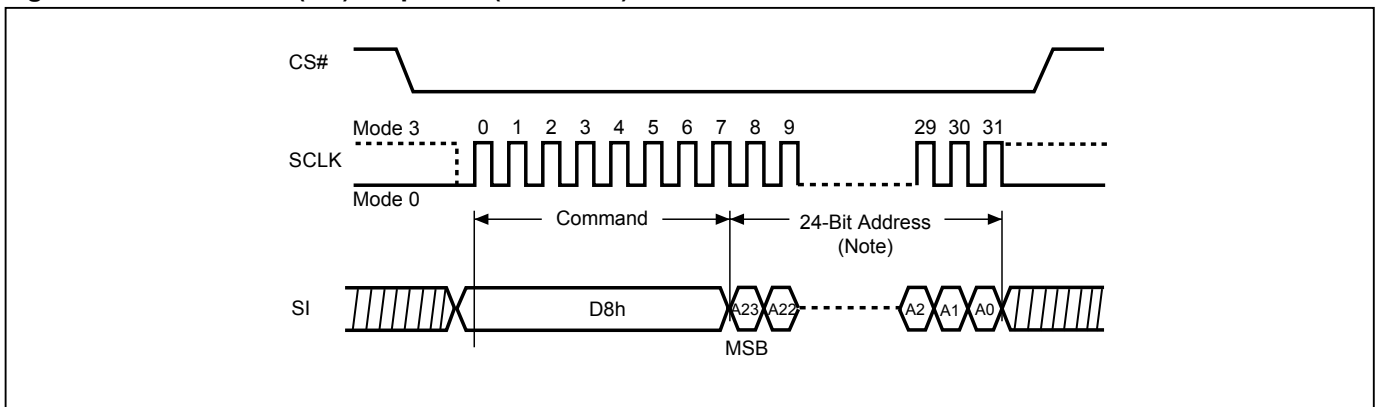 CS#
Mode 3 0 1 2 3 4 5 6 7 8 9 29 30 31
SCLK
Mode 0
Command
24-Bit Address
(Note)
SI
D8h
A23 A22 A2 A1 A0
MSB